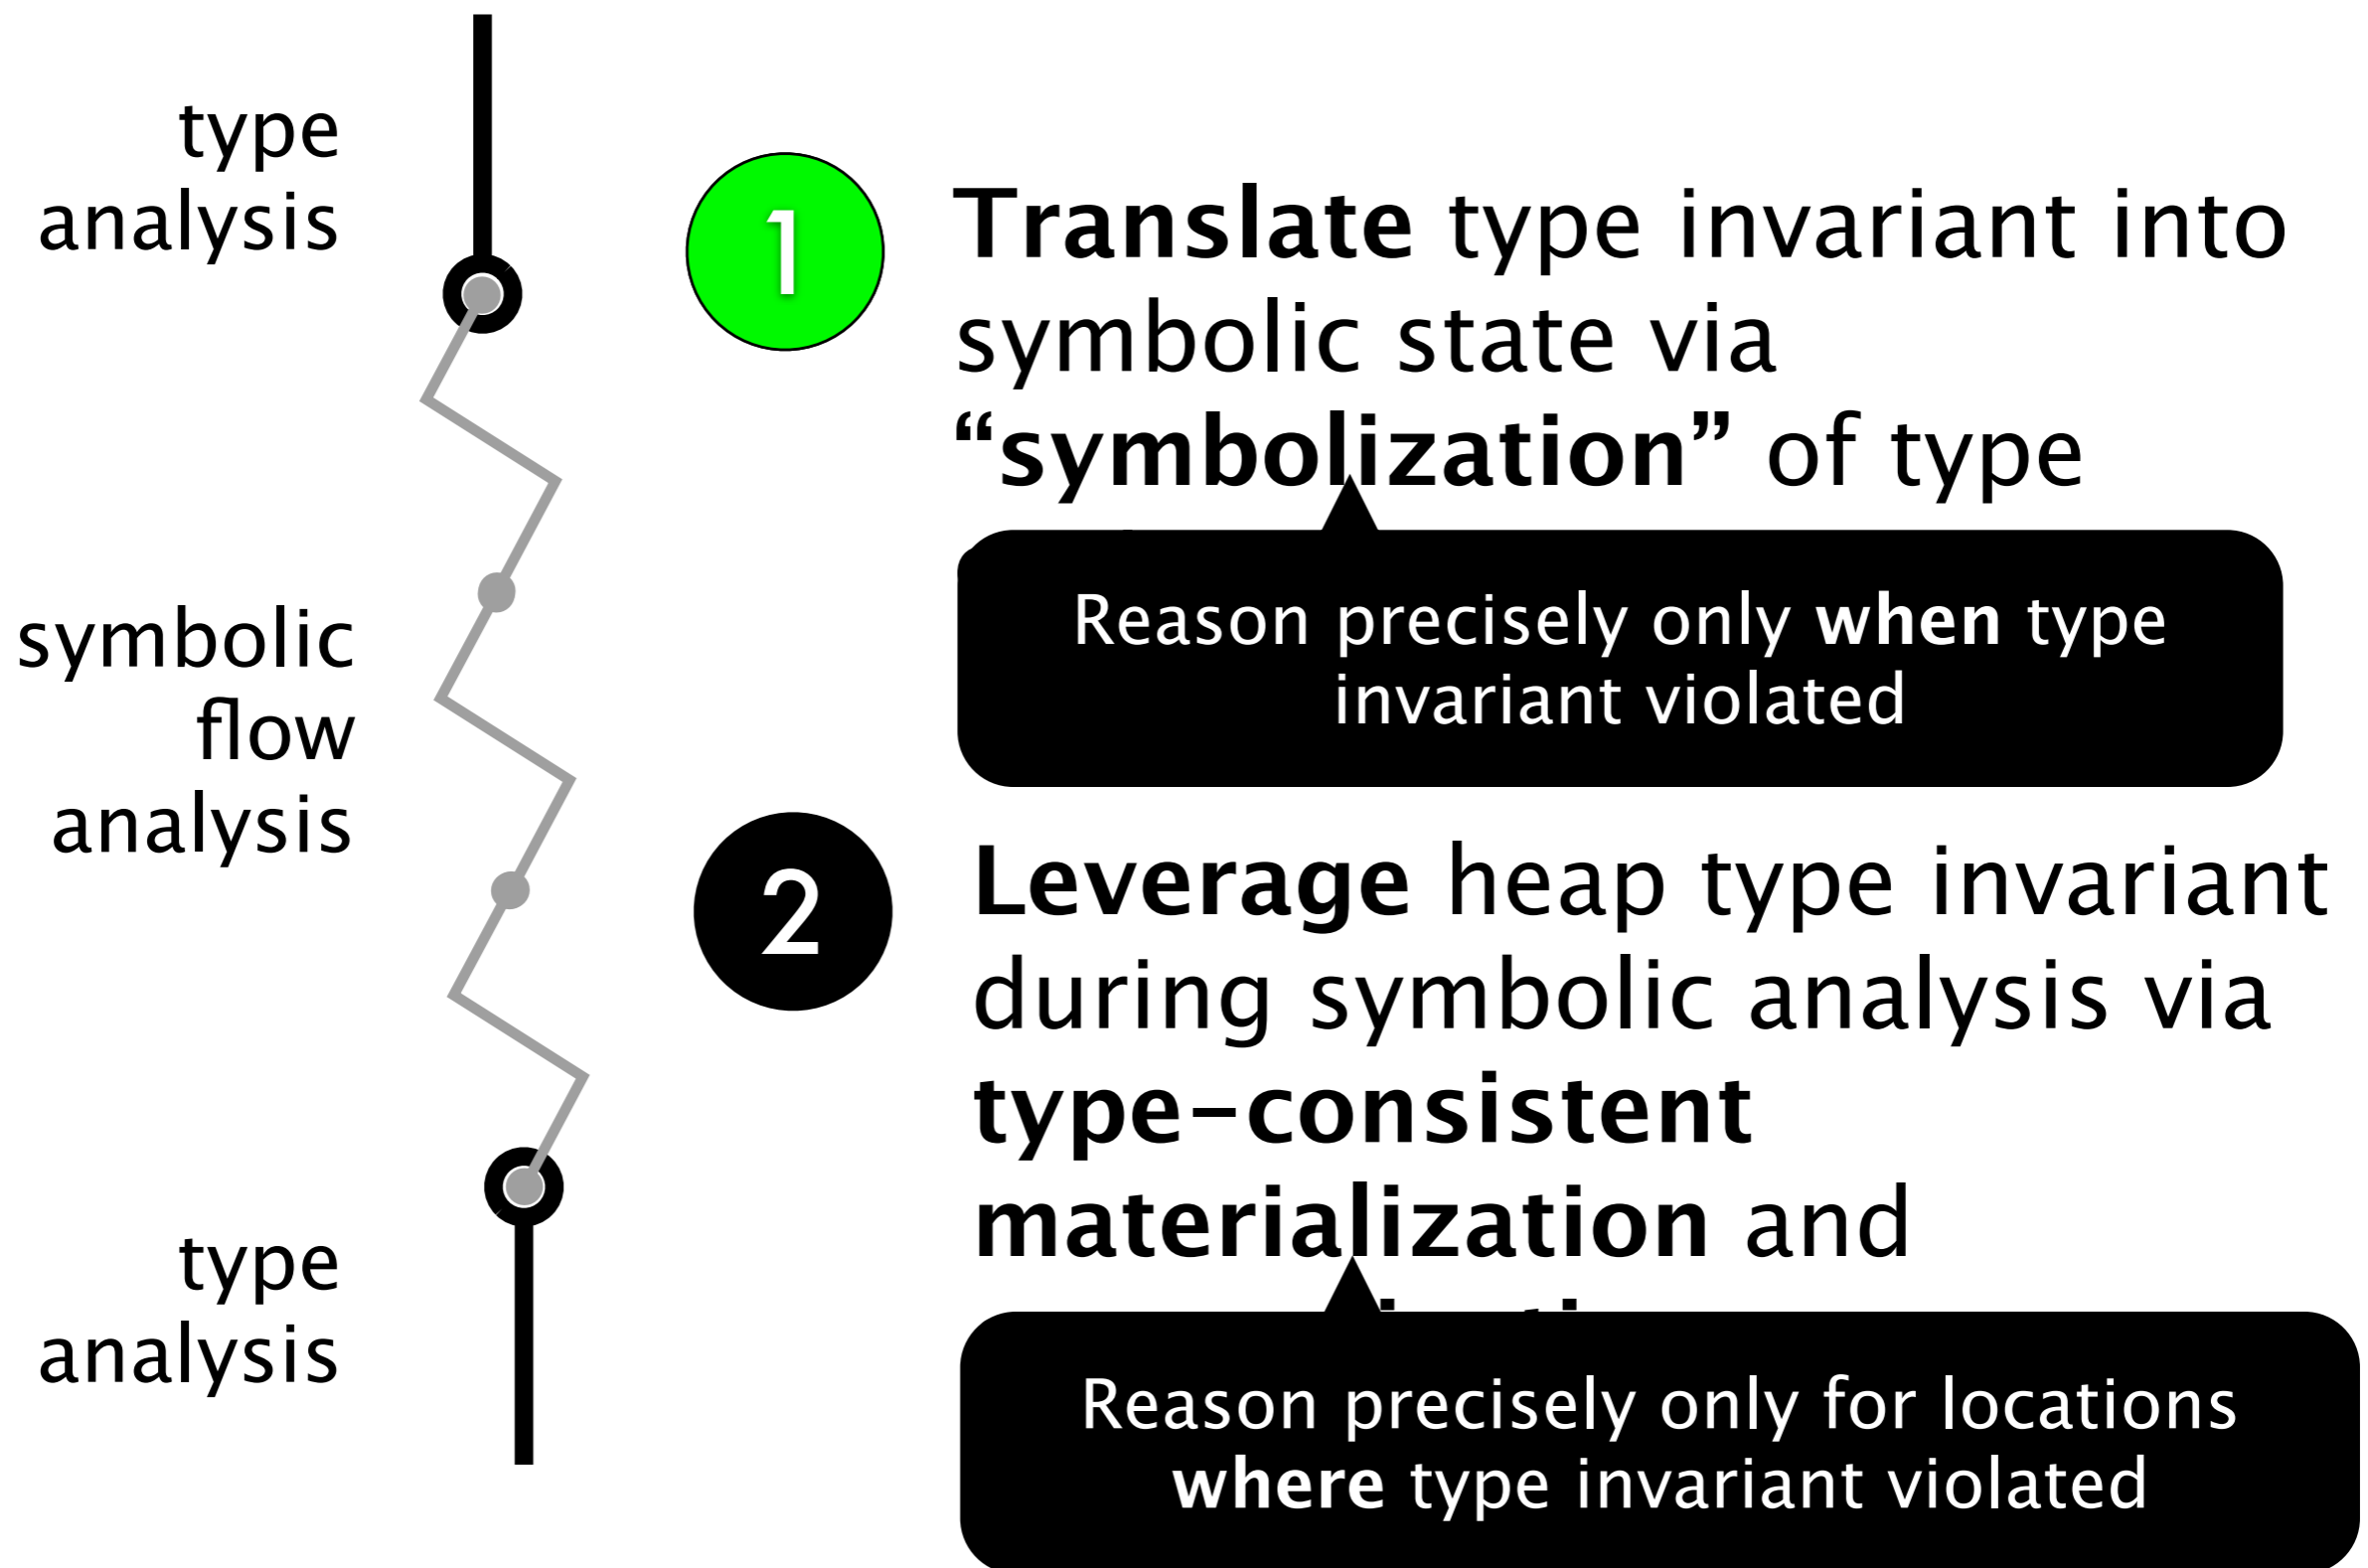 type
analysis
1
Translate type invariant into
symbolic state via
“symbolization” of type
Reason precisely only when type
invariant violated
symbolic
flow
analysis
2
Leverage heap type invariant
during symbolic analysis via
type-consistent
materialization and
Reason precisely only for locations
where type invariant violated
type
analysis